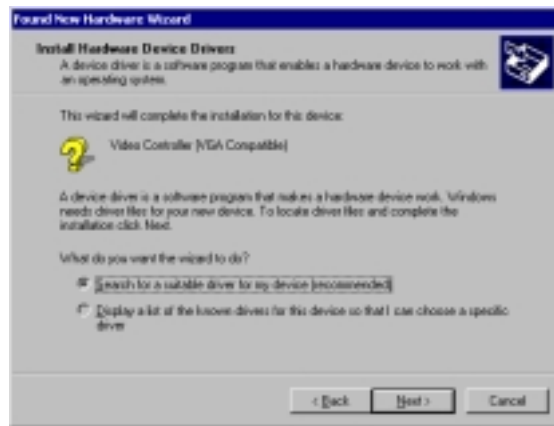 Found New Hardware Wizard
Install Hardware Device Drivers
A device driver is a software program that enables a hardware device to work with
an operating system.
This wizard will complete the installation for this device:
Video Controller (VGA Compatible)
A device driver is a software program that makes a hardware device work. Windows
needs driver files for your new device. To locate driver files and complete the
installation click Next.
What do you want the wizard to do?
Search for a suitable driver for my device (recommended)
Display a list of the known drivers for this device so that I can choose a specific
driver
< Back Next > Cancel